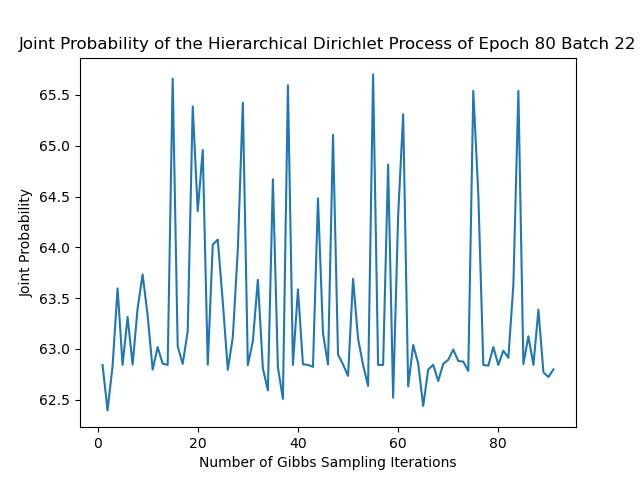 Joint Probability of the Hierarchical Dirichlet Process of Epoch 80 Batch 22
65.5
65.0
64.5
64.0
63.5
63.0
62.5
Joint Probability
0 20 40 60 80
Number of Gibbs Sampling Iterations